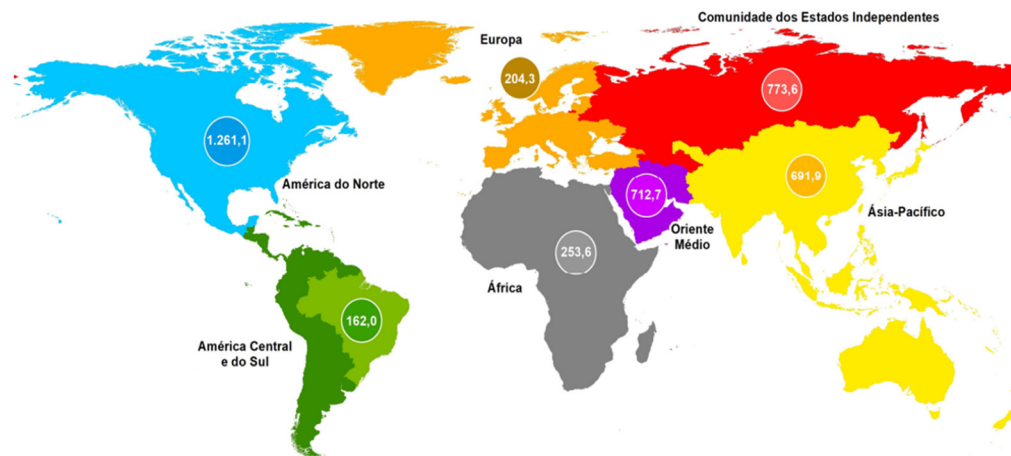 Comunidade dos Estados Independentes
Europa
204,3
773,6
1.261,1
América do Norte
691,9
712,7
Ásia-Pacífico
Oriente
Médio
253,6
África
162,0
América Central
e do Sul